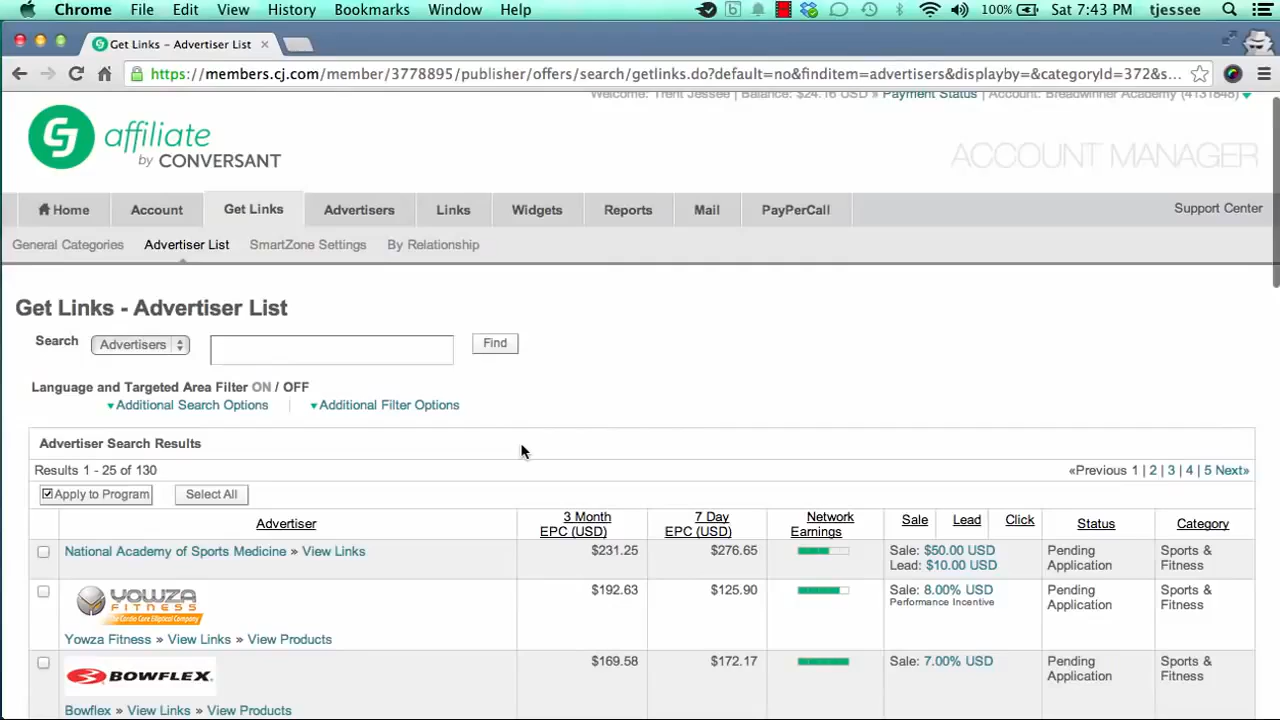 Chrome File Edit View History Bookmarks Window Help 100% Sat 7:43 PM tjessee
Get Links - Advertiser List ×
https://members.cj.com/member/3778895/publisher/offers/search/getlinks.do?default=no&finditem=advertisers&displayby=&categoryId=372&s...
Welcome: Trent Jessee | Balance: $24.16 USD » Payment Status | Account: Breadwinner Academy (4131848)
affiliate
by CONVERSANT
ACCOUNT MANAGER
Home Account Get Links Advertisers Links Widgets Reports Mail PayPerCall Support Center
General Categories Advertiser List SmartZone Settings By Relationship
Get Links - Advertiser List
Search Advertisers Find
Language and Targeted Area Filter ON / OFF
Additional Search Options | Additional Filter Options
Advertiser Search Results
Results 1 - 25 of 130 «Previous 1 | 2 | 3 | 4 | 5 Next»
Apply to Program Select All
Advertiser 3 Month EPC (USD) 7 Day EPC (USD) Network Earnings Sale Lead Click Status Category
National Academy of Sports Medicine » View Links $231.25 $276.65 Sale: $50.00 USD Pending Sports &
Lead: $10.00 USD Application Fitness
YOWZA FITNESS The Cardio Core Elliptical Company $192.63 $125.90 Sale: 8.00% USD Pending Sports &
Performance Incentive Application Fitness
Yowza Fitness » View Links » View Products
BOWFLEX. $169.58 $172.17 Sale: 7.00% USD Pending Sports &
Application Fitness
Bowflex » View Links » View Products